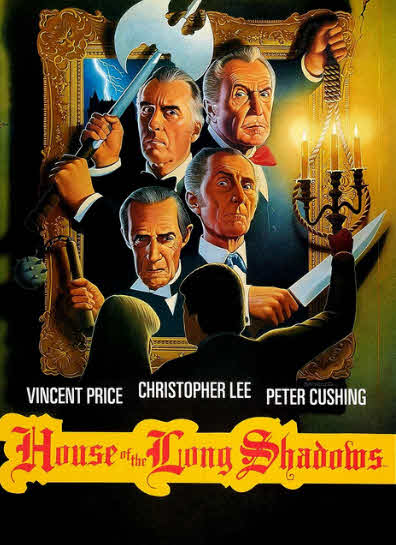 VINCENT PRICE CHRISTOPHER LEE PETER CUSHING
House of the Long Shadows